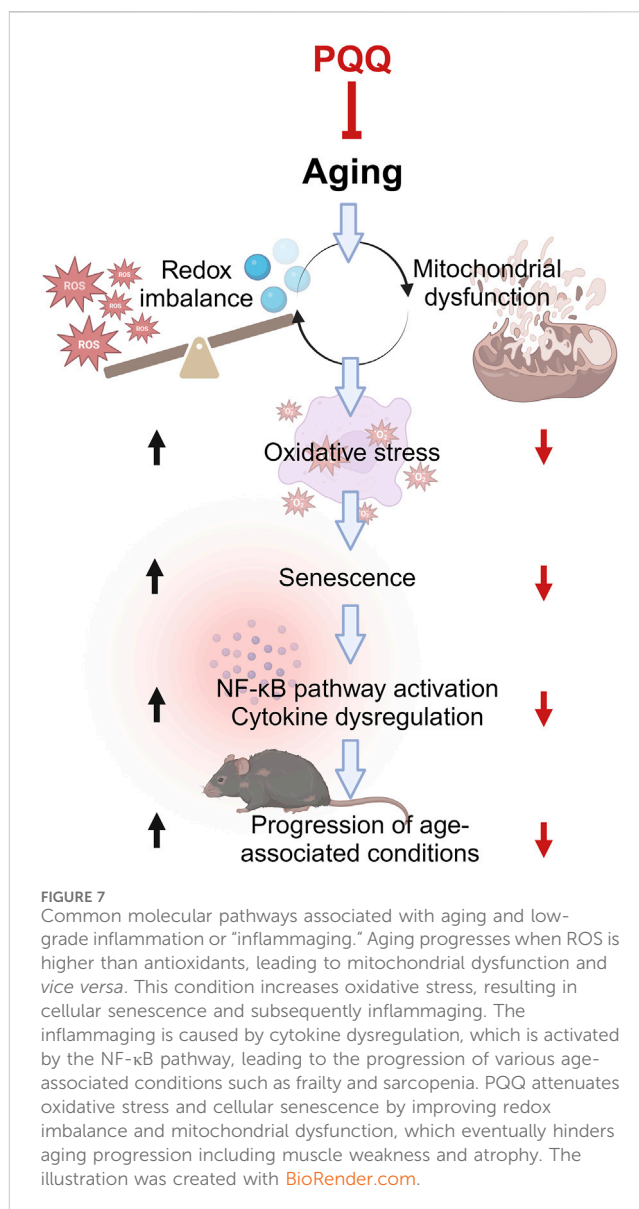 PQQ
Aging
Redox
imbalance
Mitochondrial
dysfunction
ROS
ROS
ROS
ROS
ROS
Oxidative stress
Senescence
NF-κB pathway activation
Cytokine dysregulation
Progression of age-
associated conditions
FIGURE 7
Common molecular pathways associated with aging and low-
grade inflammation or "inflammaging." Aging progresses when ROS is
higher than antioxidants, leading to mitochondrial dysfunction and
vice versa. This condition increases oxidative stress, resulting in
cellular senescence and subsequently inflammaging. The
inflammaging is caused by cytokine dysregulation, which is activated
by the NF-κB pathway, leading to the progression of various age-
associated conditions such as frailty and sarcopenia. PQQ attenuates
oxidative stress and cellular senescence by improving redox
imbalance and mitochondrial dysfunction, which eventually hinders
aging progression including muscle weakness and atrophy. The
illustration was created with BioRender.com.